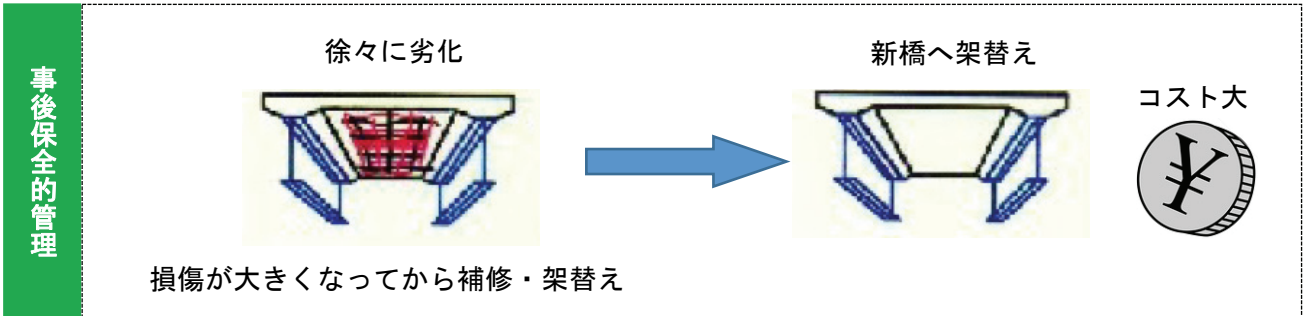 事後保全的管理
徐々に劣化
新橋へ架替え
コスト大
¥
損傷が大きくなってから補修・架替え